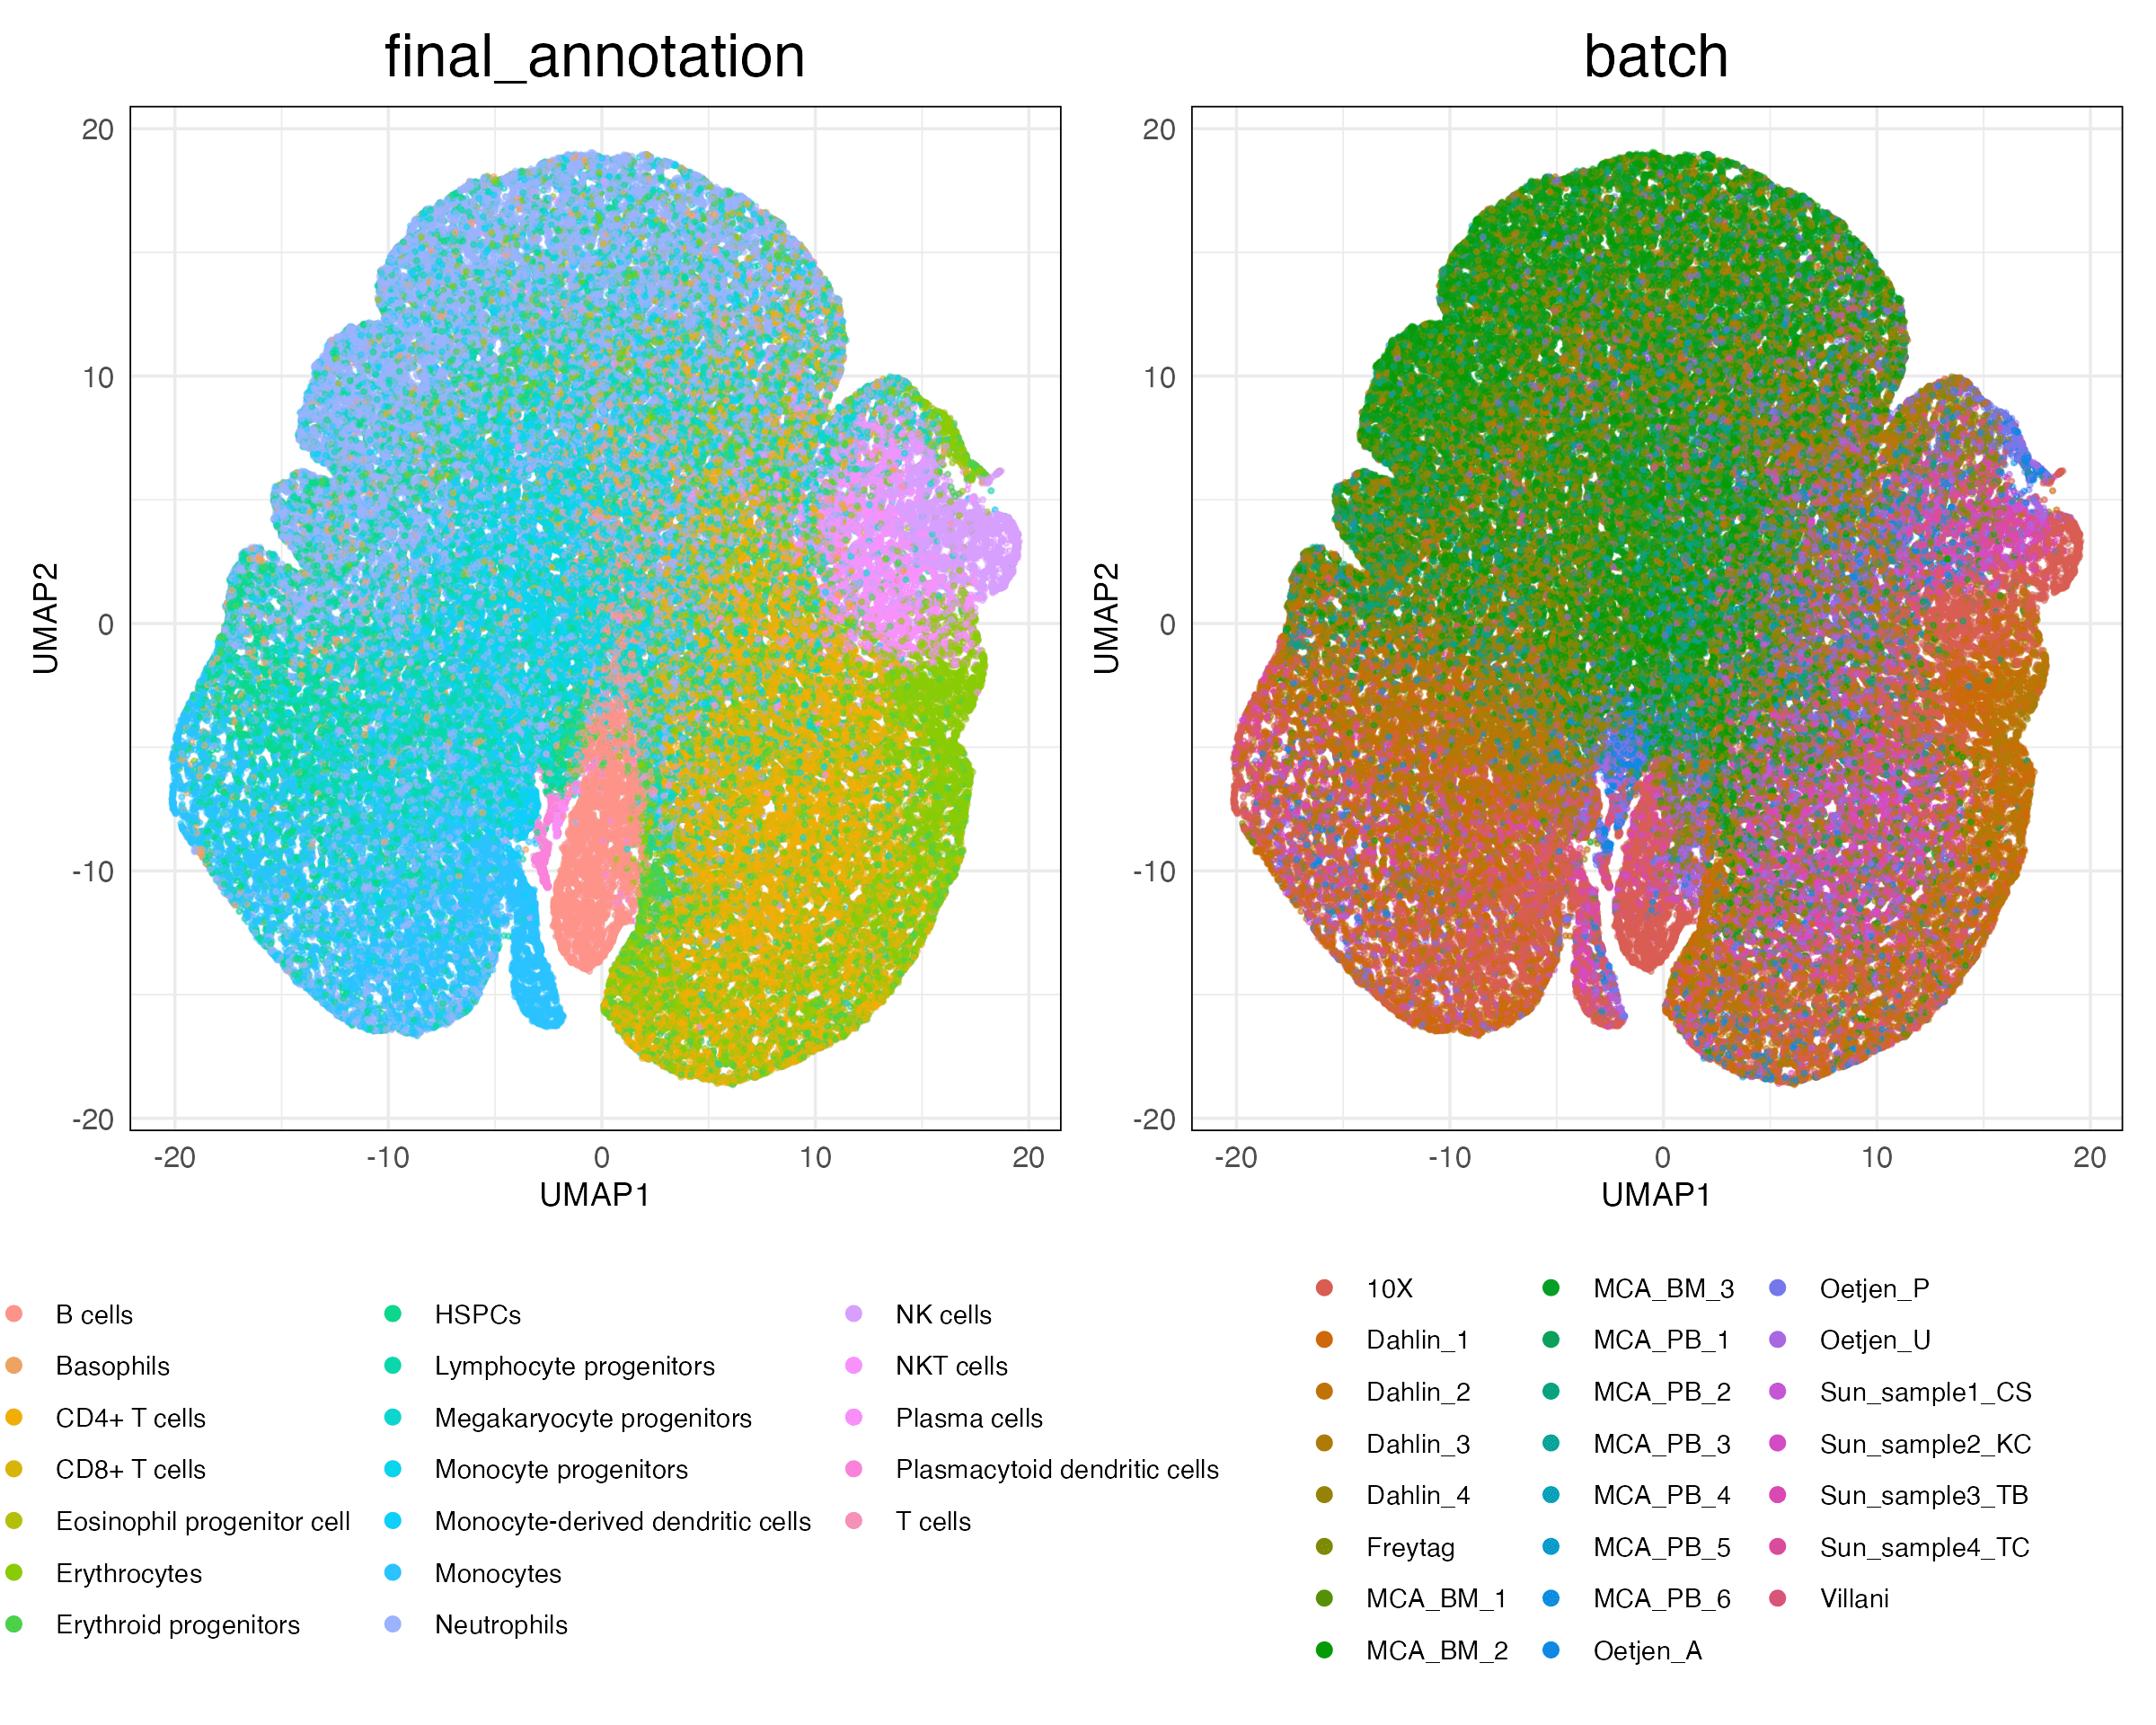 final_annotation
batch
20
10
0
-10
-20
UMAP2
-20
-10
0
10
20
UMAP1
20
10
0
-10
-20
UMAP2
-20
-10
0
10
20
UMAP1
B cells
Basophils
CD4+ T cells
CD8+ T cells
Eosinophil progenitor cell
Erythrocytes
Erythroid progenitors
HSPCs
Lymphocyte progenitors
Megakaryocyte progenitors
Monocyte progenitors
Monocyte-derived dendritic cells
Monocytes
Neutrophils
NK cells
NKT cells
Plasma cells
Plasmacytoid dendritic cells
T cells
10X
Dahlin_1
Dahlin_2
Dahlin_3
Dahlin_4
Freytag
MCA_BM_1
MCA_BM_2
MCA_BM_3
MCA_PB_1
MCA_PB_2
MCA_PB_3
MCA_PB_4
MCA_PB_5
MCA_PB_6
Oetjen_A
Oetjen_P
Oetjen_U
Sun_sample1_CS
Sun_sample2_KC
Sun_sample3_TB
Sun_sample4_TC
Villani